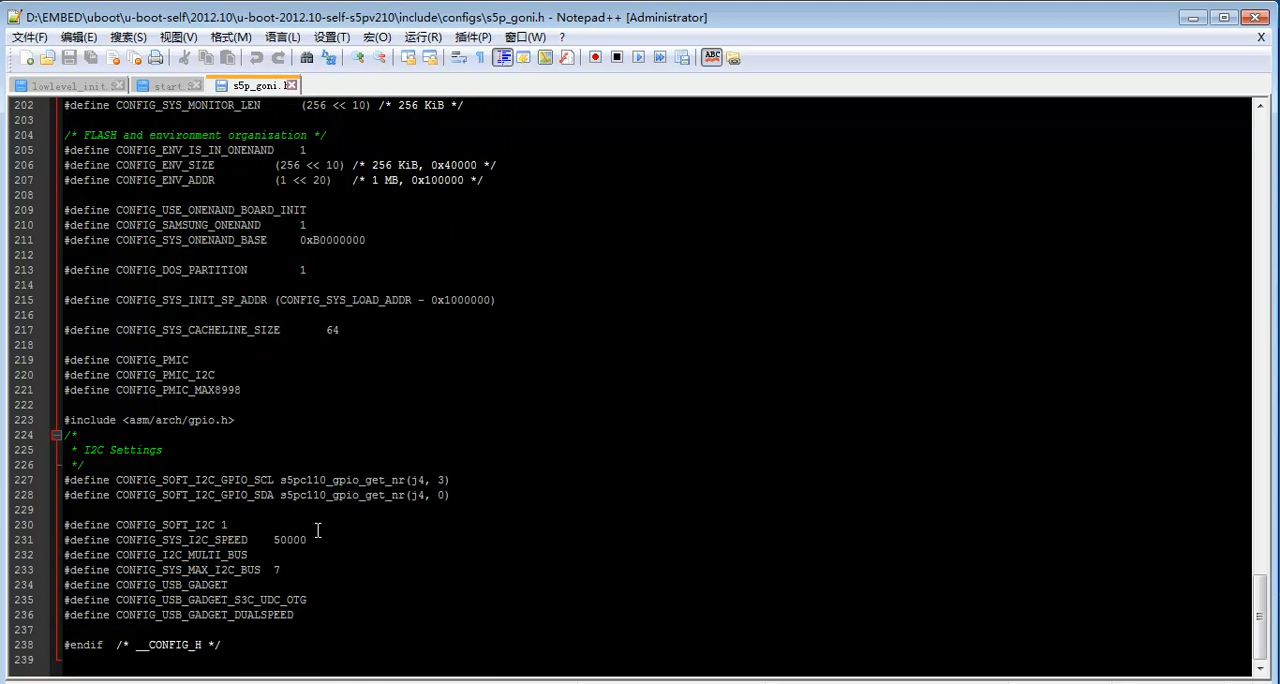 D:\EMBED\uboot\u-boot-self\2012.10\u-boot-2012.10-self-s5pv210\include\configs\s5p_goni.h - Notepad++ [Administrator]
文件(F) 编辑(E) 搜索(S) 视图(V) 格式(M) 语言(L) 设置(T) 宏(O) 运行(R) 插件(P) 窗口(W) ? X
ABC
lowlevel_init. start s5p_goni.h
202 #define CONFIG_SYS_MONITOR_LEN (256 << 10) /* 256 KiB */
203
204 /* FLASH and environment organization */
205 #define CONFIG_ENV_IS_IN_ONENAND 1
206 #define CONFIG_ENV_SIZE (256 << 10) /* 256 KiB, 0x40000 */
207 #define CONFIG_ENV_ADDR (1 << 20) /* 1 MB, 0x100000 */
208
209 #define CONFIG_USE_ONENAND_BOARD_INIT
210 #define CONFIG_SAMSUNG_ONENAND 1
211 #define CONFIG_SYS_ONENAND_BASE 0xB0000000
212
213 #define CONFIG_DOS_PARTITION 1
214
215 #define CONFIG_SYS_INIT_SP_ADDR (CONFIG_SYS_LOAD_ADDR - 0x1000000)
216
217 #define CONFIG_SYS_CACHELINE_SIZE 64
218
219 #define CONFIG_PMIC
220 #define CONFIG_PMIC_I2C
221 #define CONFIG_PMIC_MAX8998
222
223 #include <asm/arch/gpio.h>
224 /*
225 * I2C Settings
226 */
227 #define CONFIG_SOFT_I2C_GPIO_SCL s5pc110_gpio_get_nr(j4, 3)
228 #define CONFIG_SOFT_I2C_GPIO_SDA s5pc110_gpio_get_nr(j4, 0)
229
230 #define CONFIG_SOFT_I2C 1
231 #define CONFIG_SYS_I2C_SPEED 50000
232 #define CONFIG_I2C_MULTI_BUS
233 #define CONFIG_SYS_MAX_I2C_BUS 7
234 #define CONFIG_USB_GADGET
235 #define CONFIG_USB_GADGET_S3C_UDC_OTG
236 #define CONFIG_USB_GADGET_DUALSPEED
237
238 #endif /* __CONFIG_H */
239